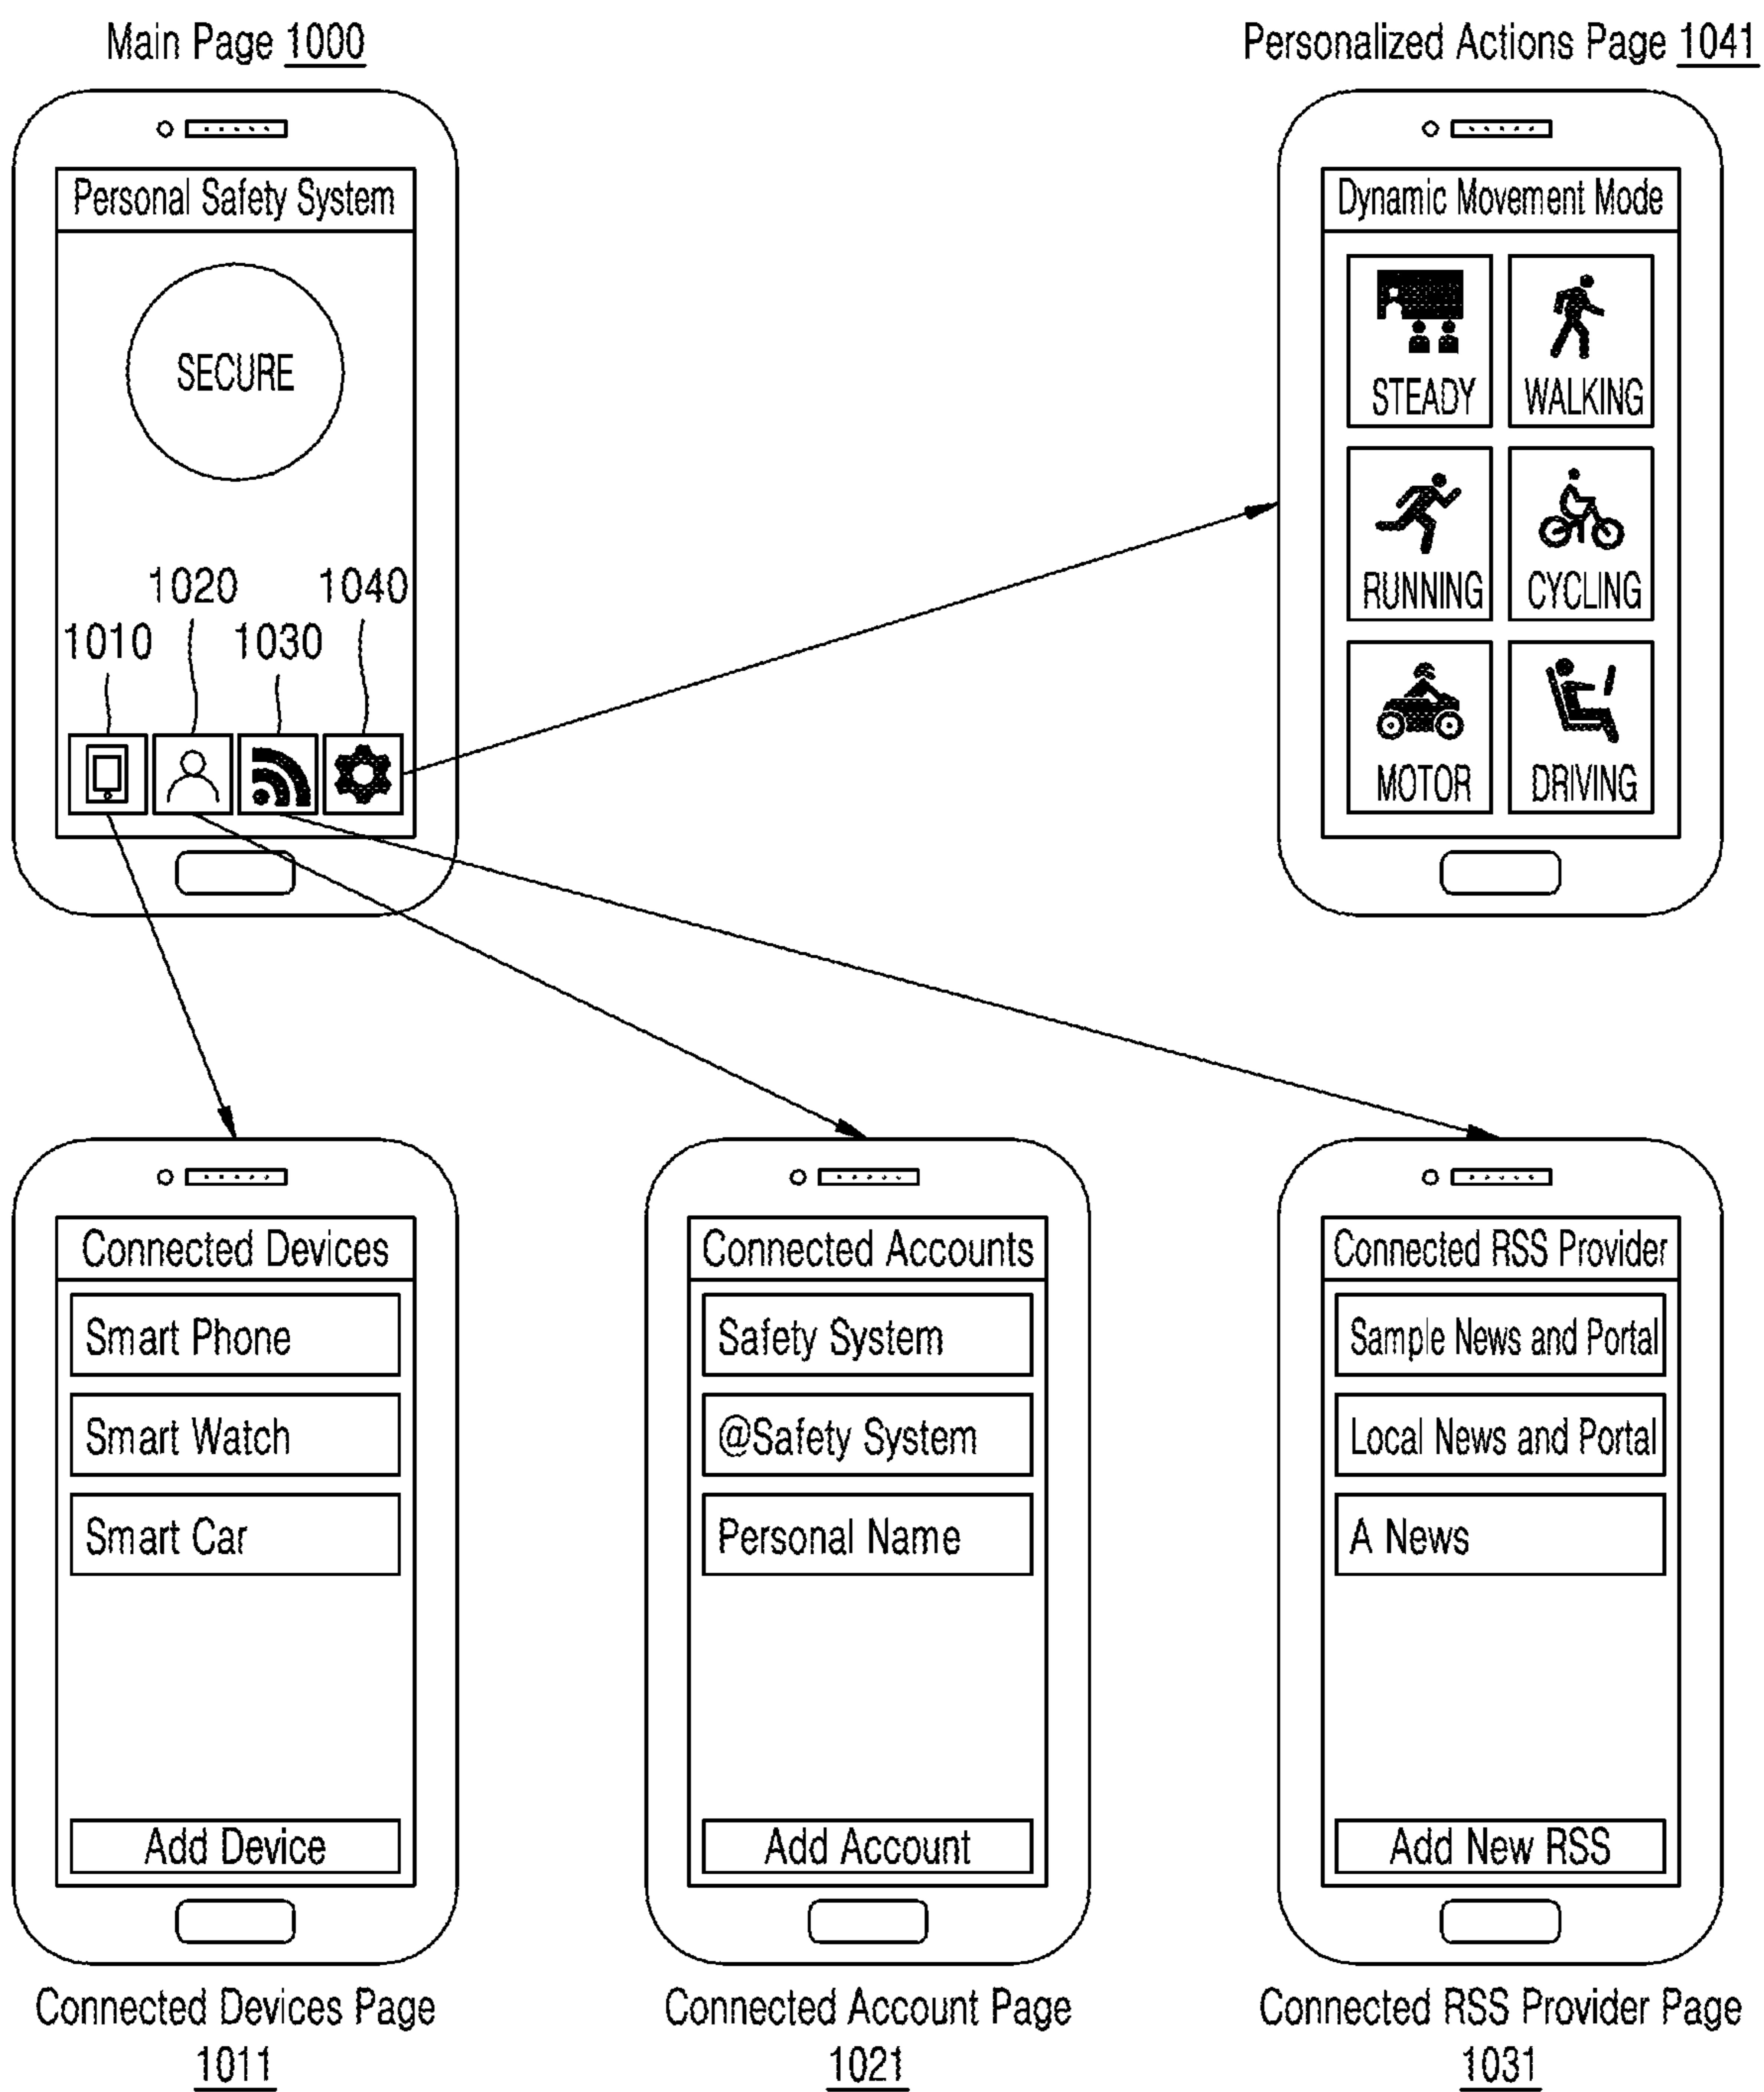 Main Page 1000
Personal Safety System
SECURE
1020
1040
1010
1030
Personalized Actions Page 1041
Dynamic Movement Mode
STEADY
WALKING
RUNNING
CYCLING
MOTOR
DRIVING
Connected Devices
Smart Phone
Smart Watch
Smart Car
Add Device
Connected Devices Page
1011
Connected Accounts
Safety System
@Safety System
Personal Name
Add Account
Connected Account Page
1021
Connected RSS Provider
Sample News and Portal
Local News and Portal
A News
Add New RSS
Connected RSS Provider Page
1031